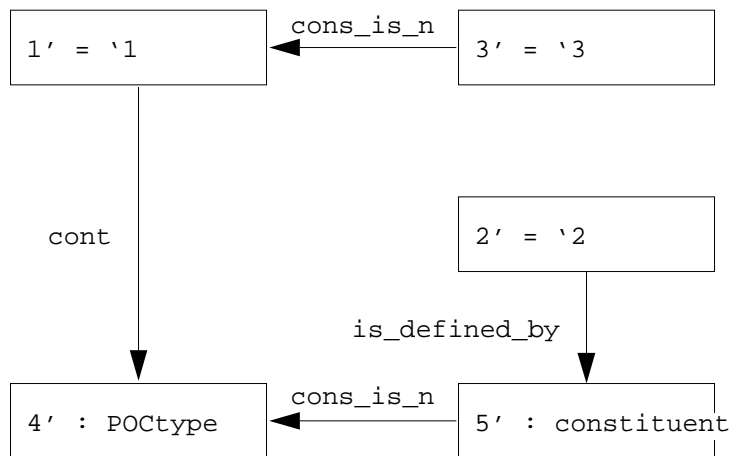 cons_is_n
1’ = ‘1
3’ = ‘3
cont
2’ = ‘2
is_defined_by
cons_is_n
4’ : POCtype
5’ : constituent